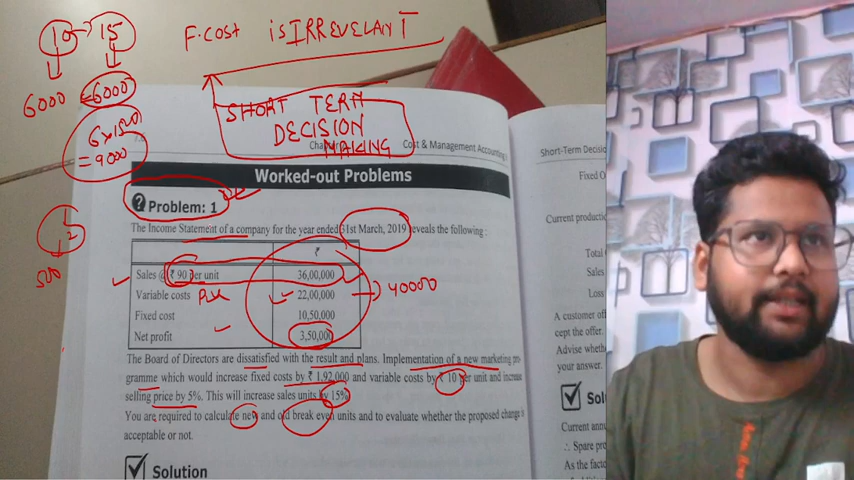 10 → 15
F.cost is IRREVELANT
6000 6000
6x1500
= 9000
SHORT TERM
DECISION
MAKING
Cost & Management Accounting
Worked-out Problems
? Problem: 1
The Income Statement of a company for the year ended 31st March, 2019 reveals the following :
₹
Sales @ ₹ 90 per unit 36,00,000
Variable costs 22,00,000 → 40000
Fixed cost 10,50,000
Net profit 3,50,000
The Board of Directors are dissatisfied with the result and plans. Implementation of a new marketing pro-
gramme which would increase fixed costs by ₹ 1,92,000 and variable costs by ₹ 10 per unit and increase
selling price by 5%. This will increase sales units by 15%
You are required to calculate new and old break even units and to evaluate whether the proposed change is
acceptable or not.
Solution
500
Short-Term Decisio
Fixed O
Current productio
Total
Sales
Loss
A customer of
cept the offer.
Advise wheth
your answer.
Sol
Current annu
∴ Spare pro
As the facto